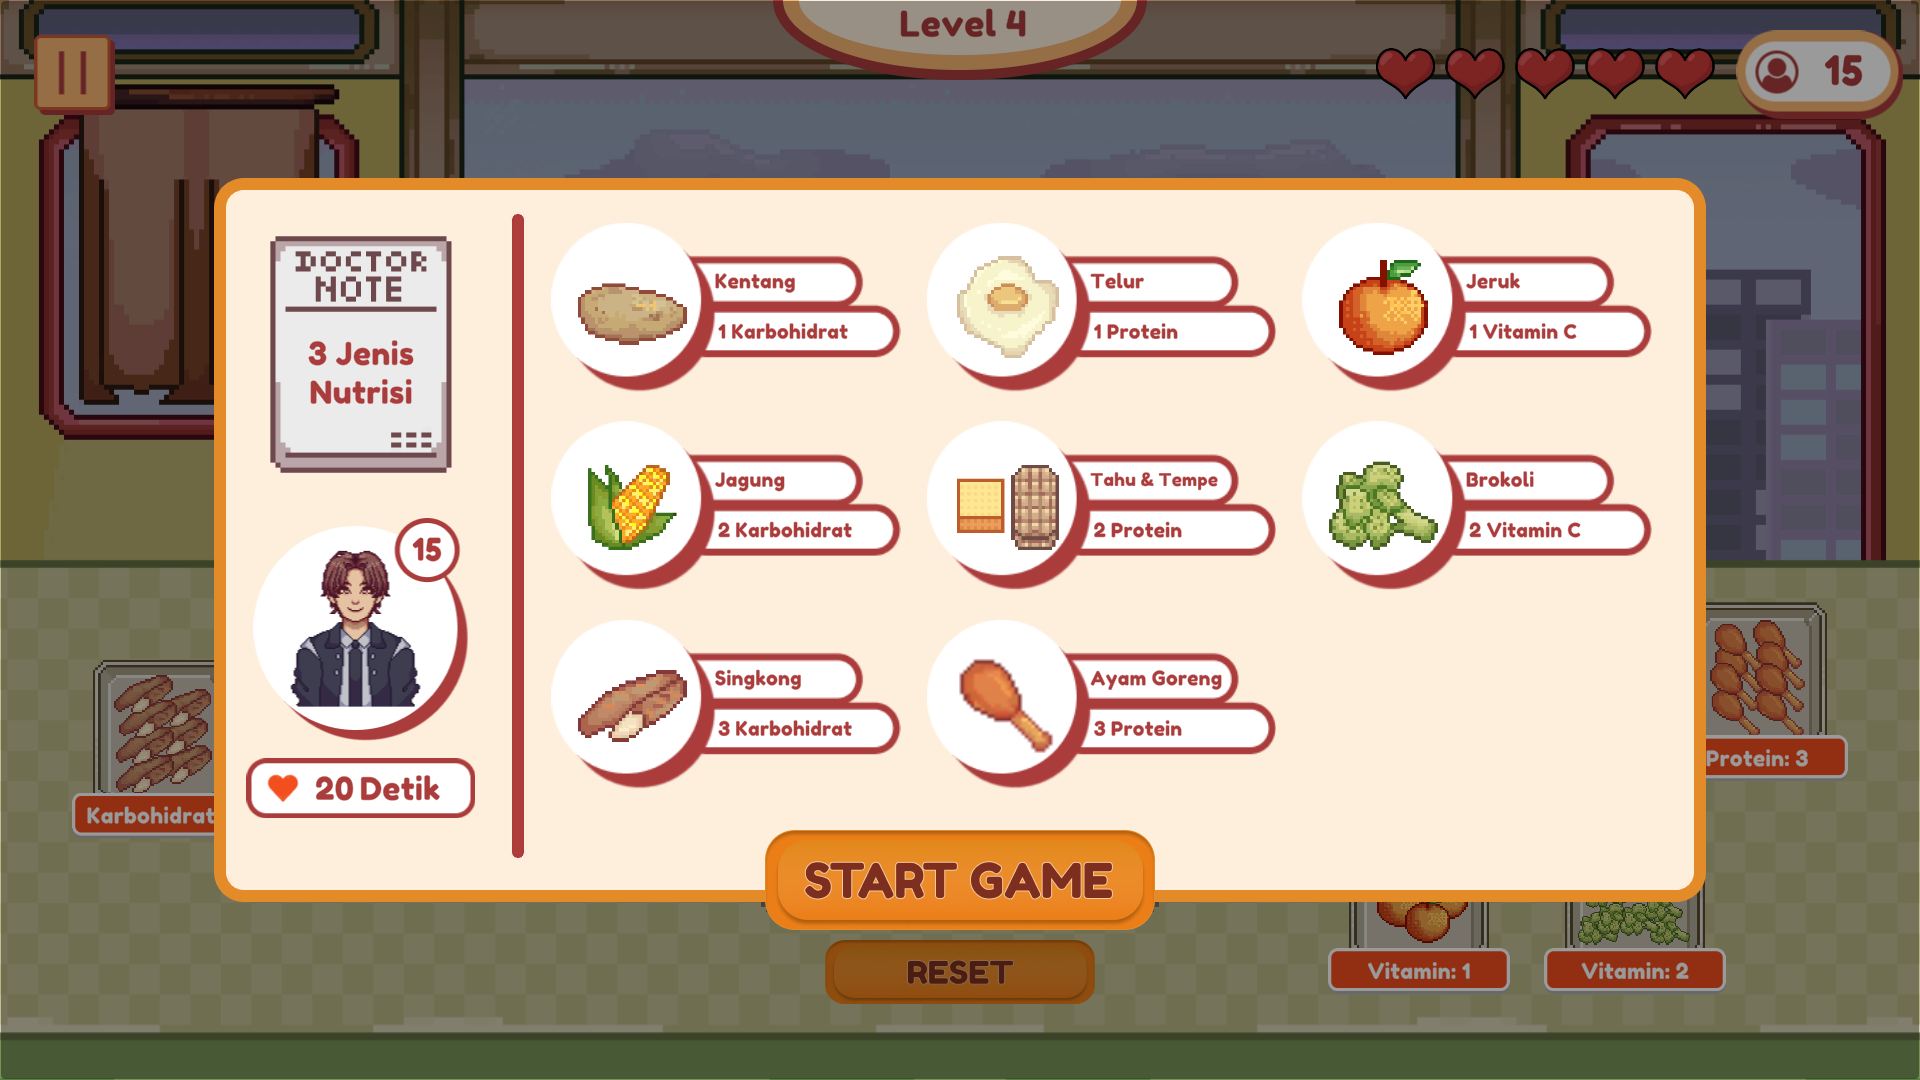 Level 4
15
DOCTOR
NOTE
3 Jenis
Nutrisi
15
20 Detik
Kentang
1 Karbohidrat
Telur
1 Protein
Jeruk
1 Vitamin C
Jagung
2 Karbohidrat
Tahu & Tempe
2 Protein
Brokoli
2 Vitamin C
Singkong
3 Karbohidrat
Ayam Goreng
3 Protein
Karbohidrat
Protein: 3
START GAME
RESET
Vitamin: 1
Vitamin: 2